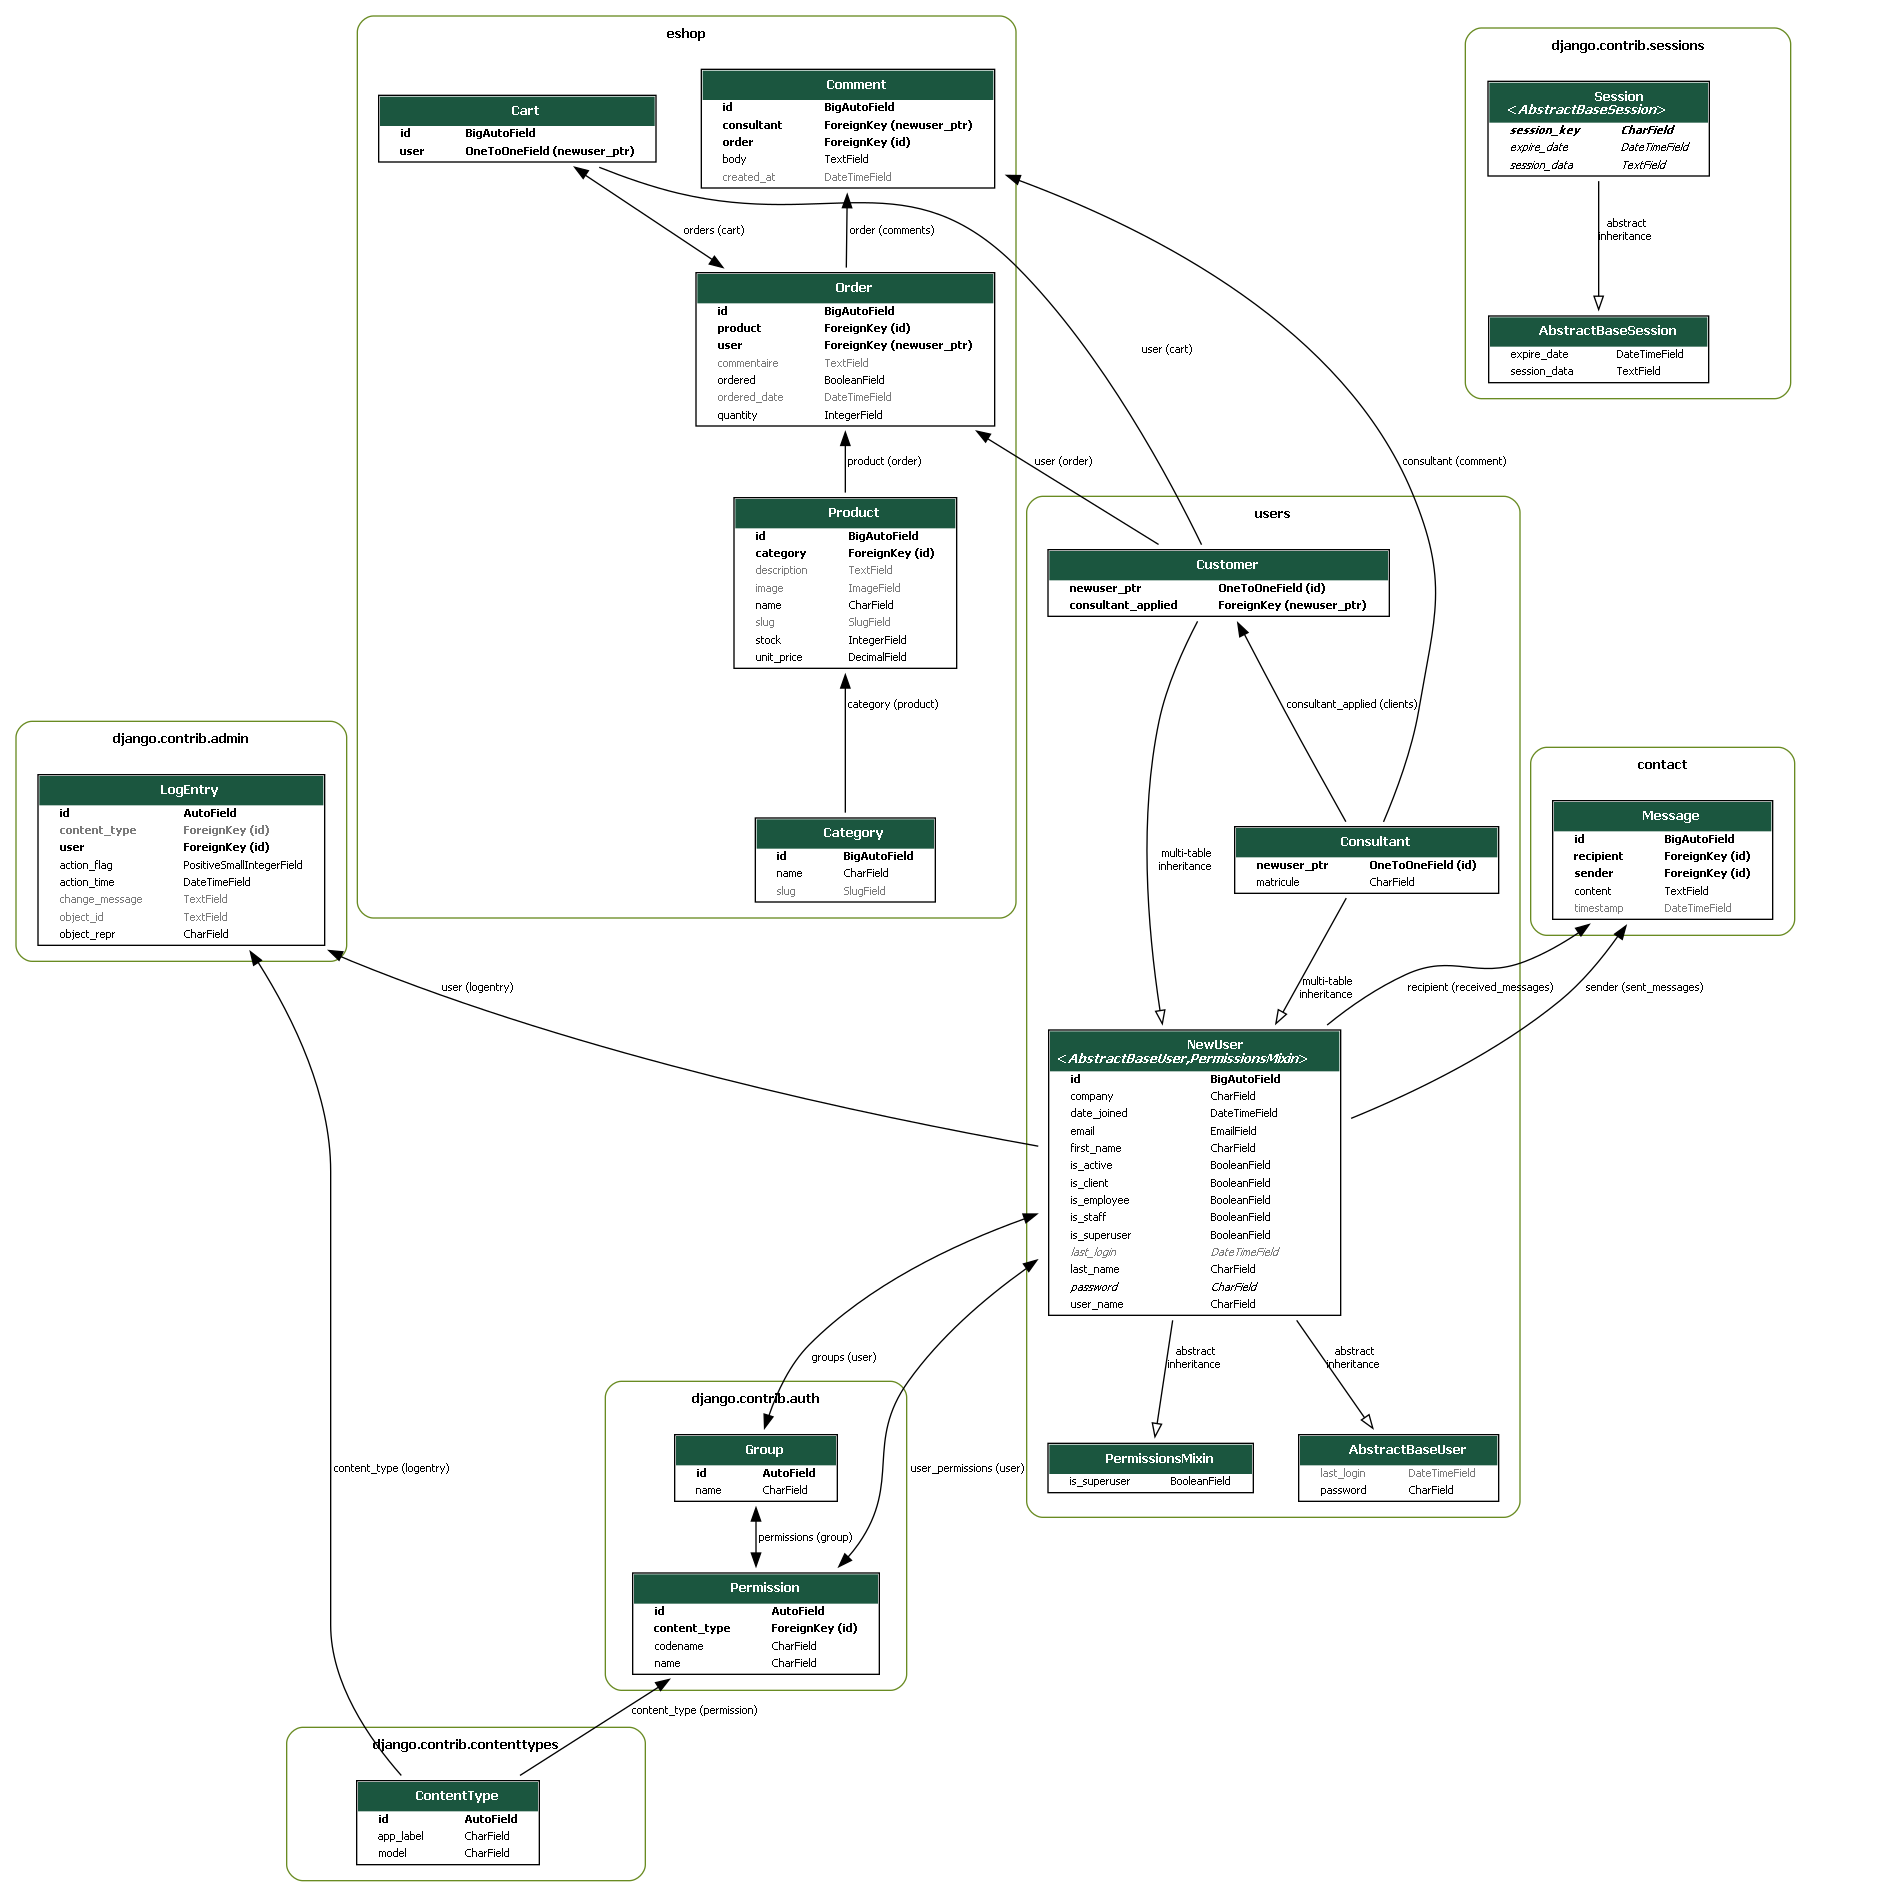 eshop
Cart
id BigAutoField
user OneToOneField (newuser_ptr)
Comment
id BigAutoField
consultant ForeignKey (newuser_ptr)
order ForeignKey (id)
body TextField
created_at DateTimeField
orders (cart)
order (comments)
Order
id BigAutoField
product ForeignKey (id)
user ForeignKey (newuser_ptr)
commentaire TextField
ordered BooleanField
ordered_date DateTimeField
quantity IntegerField
product (order)
Product
id BigAutoField
category ForeignKey (id)
description TextField
image ImageField
name CharField
slug SlugField
stock IntegerField
unit_price DecimalField
category (product)
Category
id BigAutoField
name CharField
slug SlugField
django.contrib.sessions
Session
<AbstractBaseSession>
session_key CharField
expire_date DateTimeField
session_data TextField
abstract
inheritance
AbstractBaseSession
expire_date DateTimeField
session_data TextField
user (cart)
user (order)
consultant (comment)
users
Customer
newuser_ptr OneToOneField (id)
consultant_applied ForeignKey (newuser_ptr)
consultant_applied (clients)
Consultant
newuser_ptr OneToOneField (id)
matricule CharField
multi-table
inheritance
multi-table
inheritance
NewUser
<AbstractBaseUser,PermissionsMixin>
id BigAutoField
company CharField
date_joined DateTimeField
email EmailField
first_name CharField
is_active BooleanField
is_client BooleanField
is_employee BooleanField
is_staff BooleanField
is_superuser BooleanField
last_login DateTimeField
last_name CharField
password CharField
user_name CharField
abstract
inheritance
abstract
inheritance
PermissionsMixin
is_superuser BooleanField
AbstractBaseUser
last_login DateTimeField
password CharField
contact
Message
id BigAutoField
recipient ForeignKey (id)
sender ForeignKey (id)
content TextField
timestamp DateTimeField
recipient (received_messages)
sender (sent_messages)
django.contrib.admin
LogEntry
id AutoField
content_type ForeignKey (id)
user ForeignKey (id)
action_flag PositiveSmallIntegerField
action_time DateTimeField
change_message TextField
object_id TextField
object_repr CharField
user (logentry)
groups (user)
django.contrib.auth
Group
id AutoField
name CharField
content_type (logentry)
user_permissions (user)
permissions (group)
Permission
id AutoField
content_type ForeignKey (id)
codename CharField
name CharField
content_type (permission)
django.contrib.contenttypes
ContentType
id AutoField
app_label CharField
model CharField